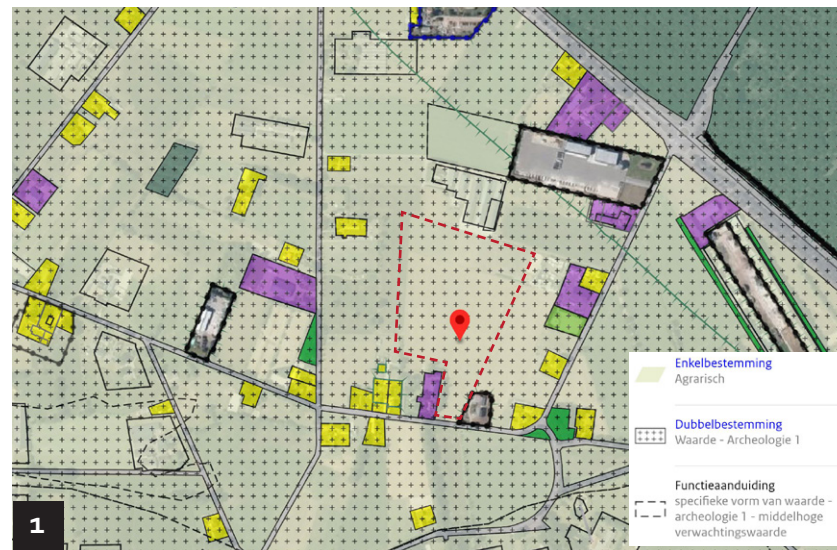 Enkelbestemming
Agrarisch
Dubbelbestemming
Waarde - Archeologie 1
Functieaanduiding
specifieke vorm van waarde -
archeologie 1 - middelhoge
verwachtingswaarde
1